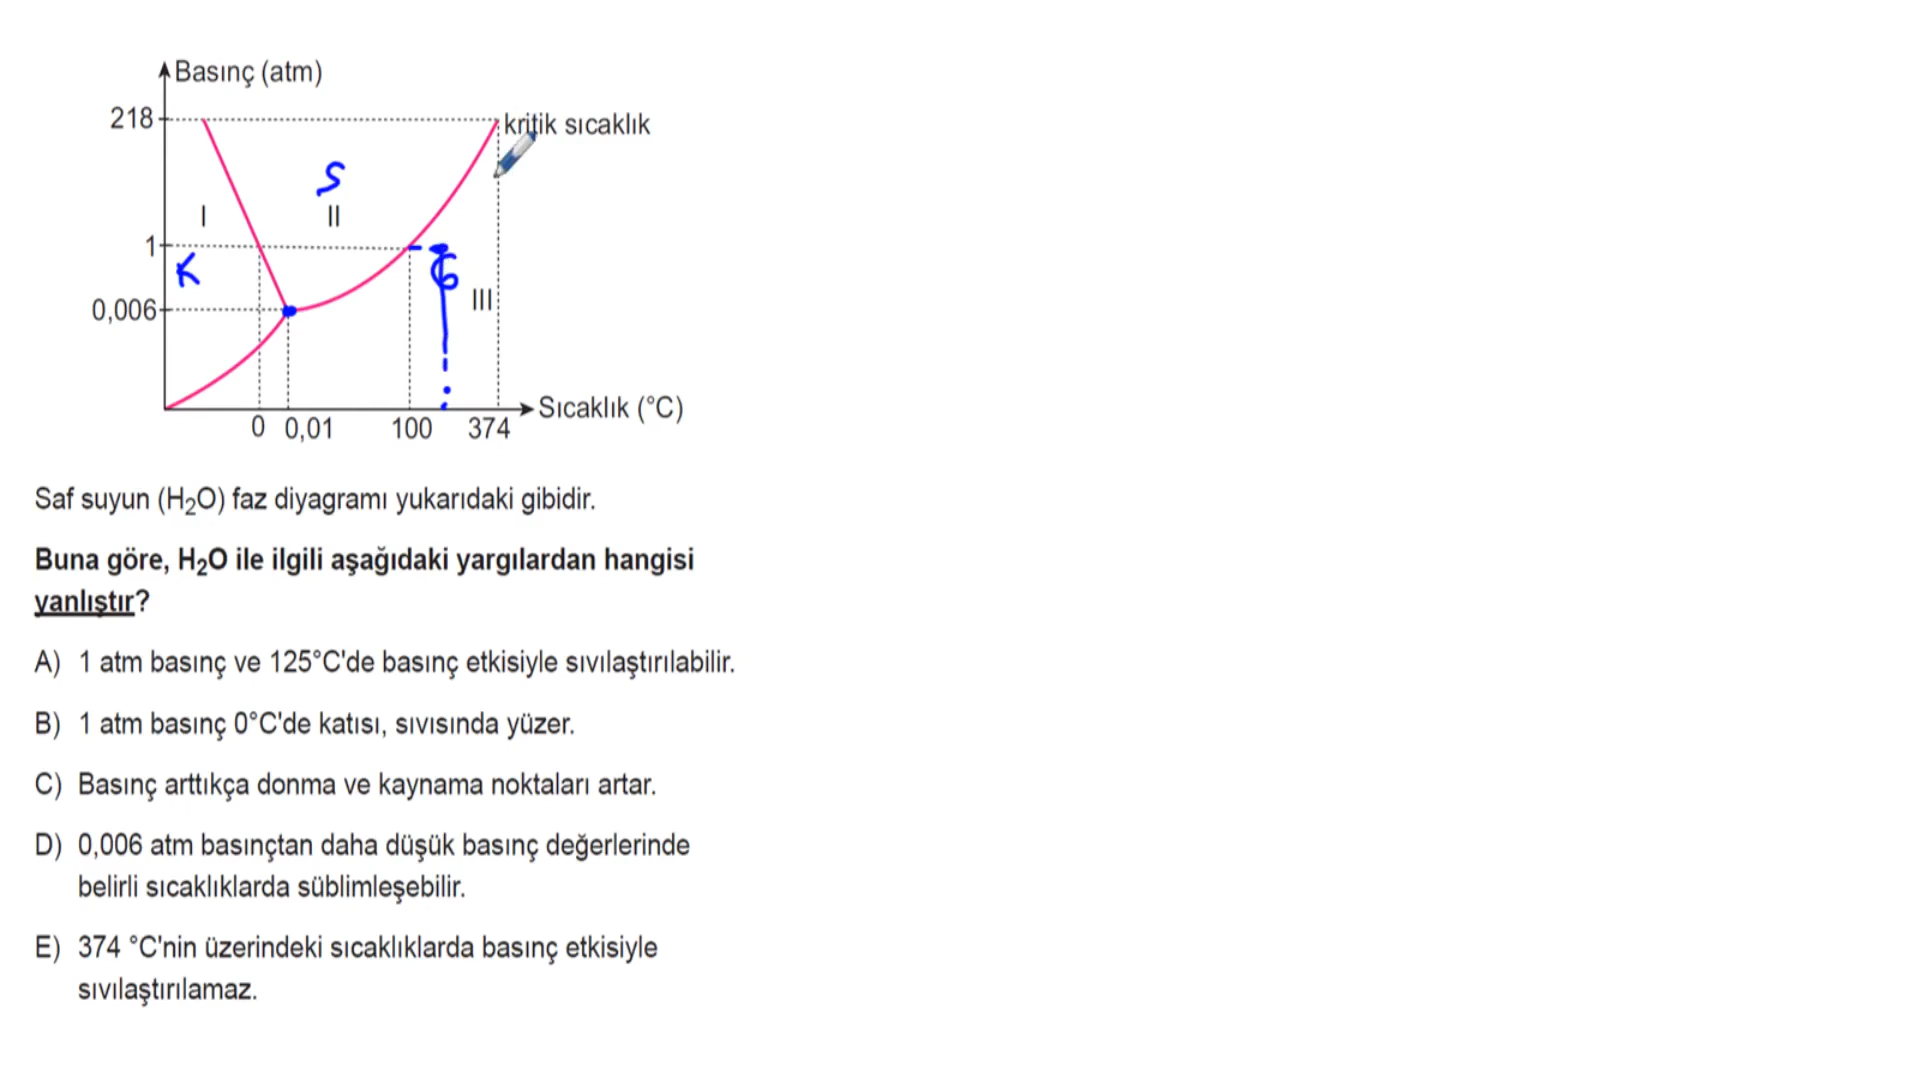 Basınç (atm)
218
kritik sıcaklık
S
I
II
1
K
G
III
0,006
Sıcaklık (°C)
0 0,01 100 374
Saf suyun (H₂O) faz diyagramı yukarıdaki gibidir.
Buna göre, H₂O ile ilgili aşağıdaki yargılardan hangisi
yanlıştır?
A) 1 atm basınç ve 125°C'de basınç etkisiyle sıvılaştırılabilir.
B) 1 atm basınç 0°C'de katısı, sıvısında yüzer.
C) Basınç arttıkça donma ve kaynama noktaları artar.
D) 0,006 atm basınçtan daha düşük basınç değerlerinde
belirli sıcaklıklarda süblimleşebilir.
E) 374 °C'nin üzerindeki sıcaklıklarda basınç etkisiyle
sıvılaştırılamaz.